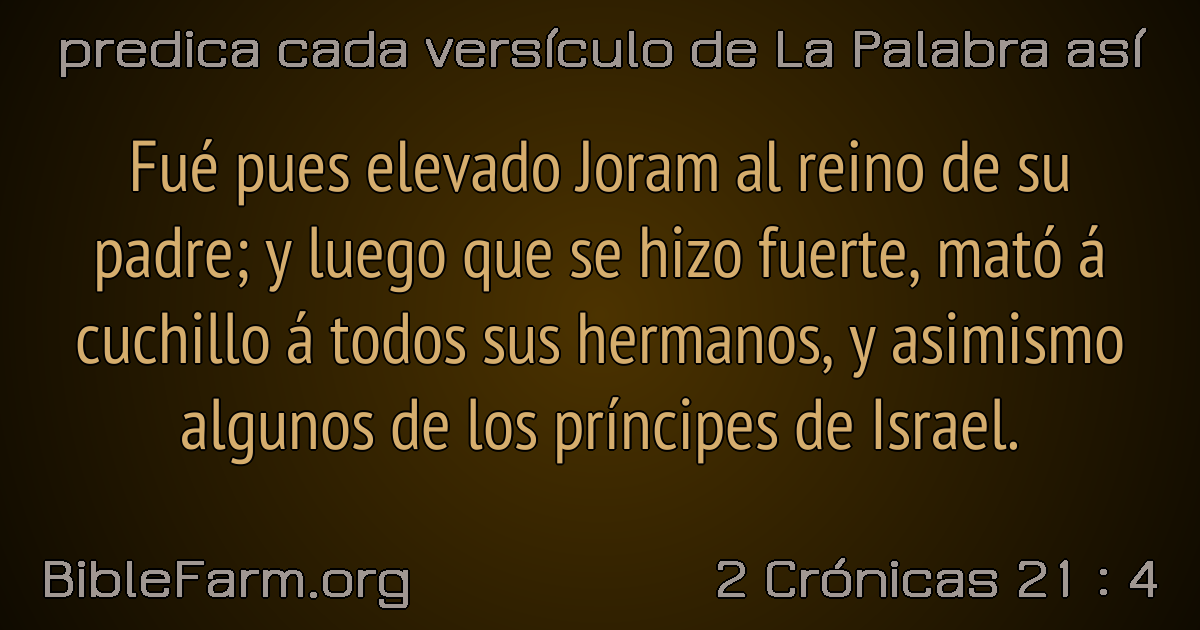 predica cada versículo de La Palabra así
Fué pues elevado Joram al reino de su
padre; y luego que se hizo fuerte, mató á
cuchillo á todos sus hermanos, y asimismo
algunos de los príncipes de Israel.
BibleFarm.org
2 Crónicas 21 : 4